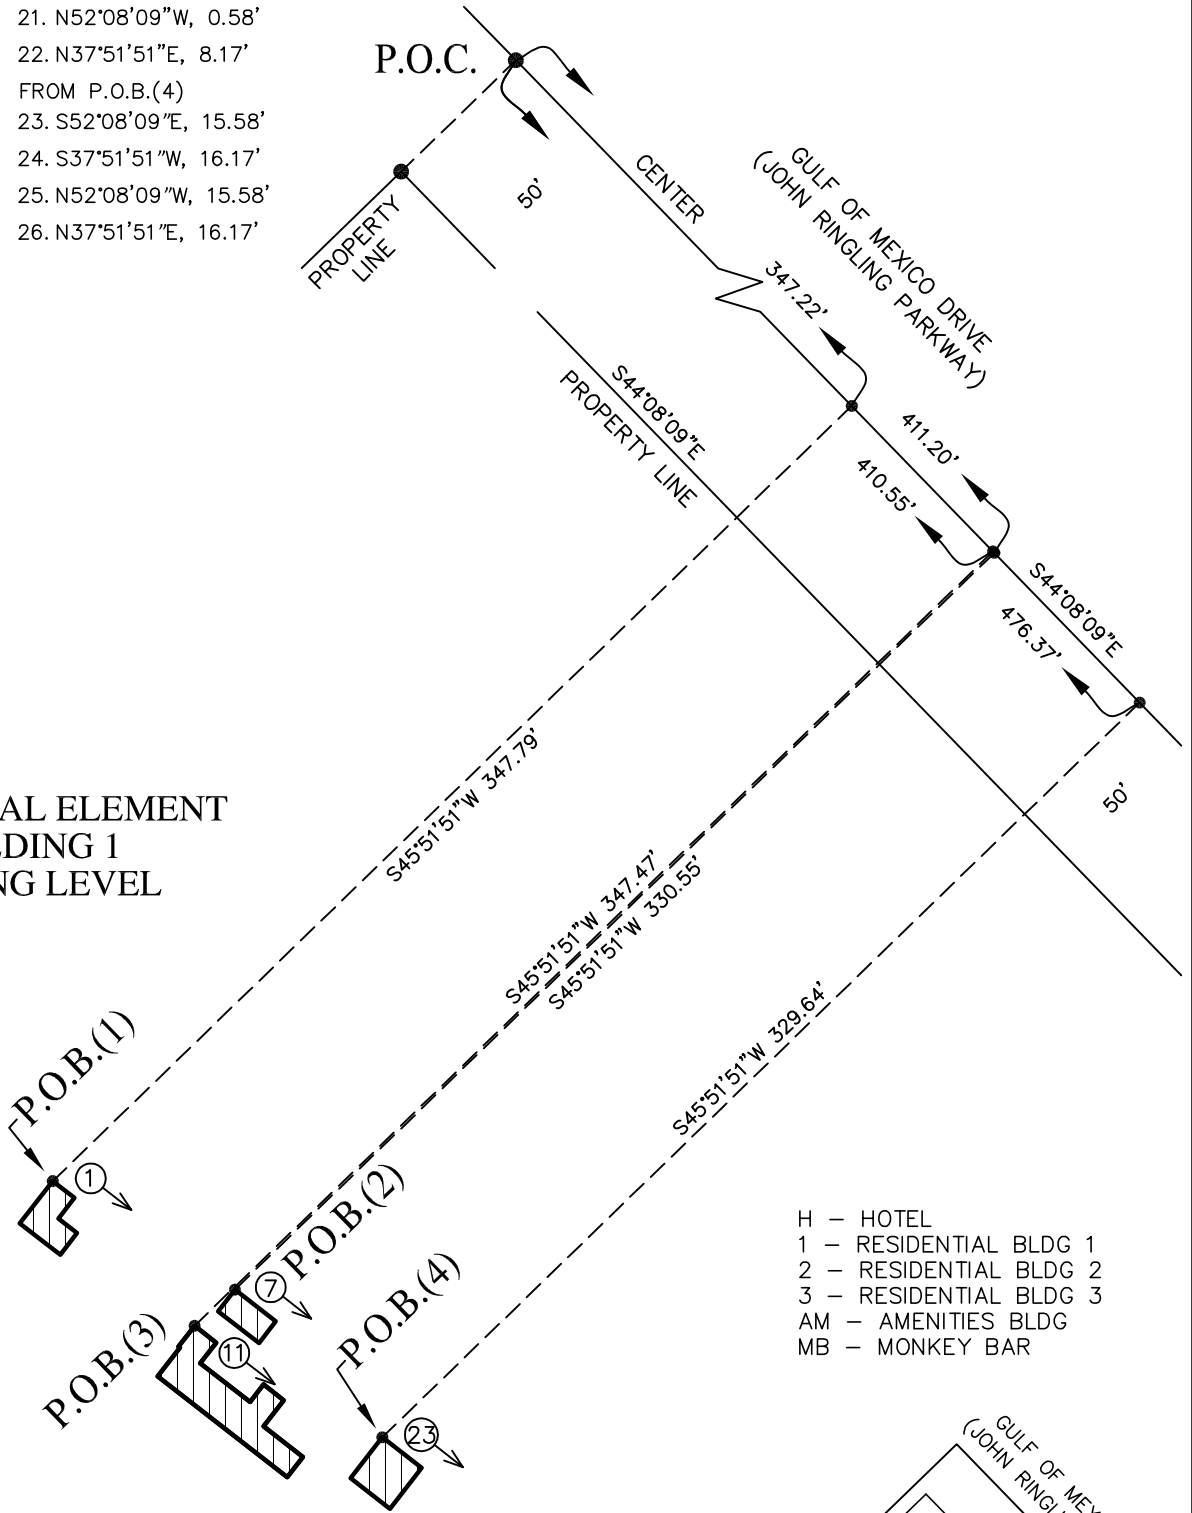 21. N52°08'09"W, 0.58'
22. N37°51'51"E, 8.17'
FROM P.O.B.(4)
23. S52°08'09"E, 15.58'
24. S37°51'51"W, 16.17'
25. N52°08'09"W, 15.58'
26. N37°51'51"E, 16.17'
P.O.C.
50'
CENTER
GULF OF MEXICO DRIVE
(JOHN RINGLING PARKWAY)
PROPERTY
LINE
347.22'
S44°08'09"E
PROPERTY LINE
411.20'
410.55'
S44°08'09"E
476.37'
50'
S45°51'51"W 347.79'
AL ELEMENT
DING 1
NG LEVEL
S45°51'51"W 347.47'
S45°51'51"W 330.55'
S45°51'51"W 329.64'
P.O.B.(1)
1
P.O.B.(2)
7
P.O.B.(3)
11
P.O.B.(4)
23
H – HOTEL
1 – RESIDENTIAL BLDG 1
2 – RESIDENTIAL BLDG 2
3 – RESIDENTIAL BLDG 3
AM – AMENITIES BLDG
MB – MONKEY BAR
GULF OF MEX
(JOHN RINGL